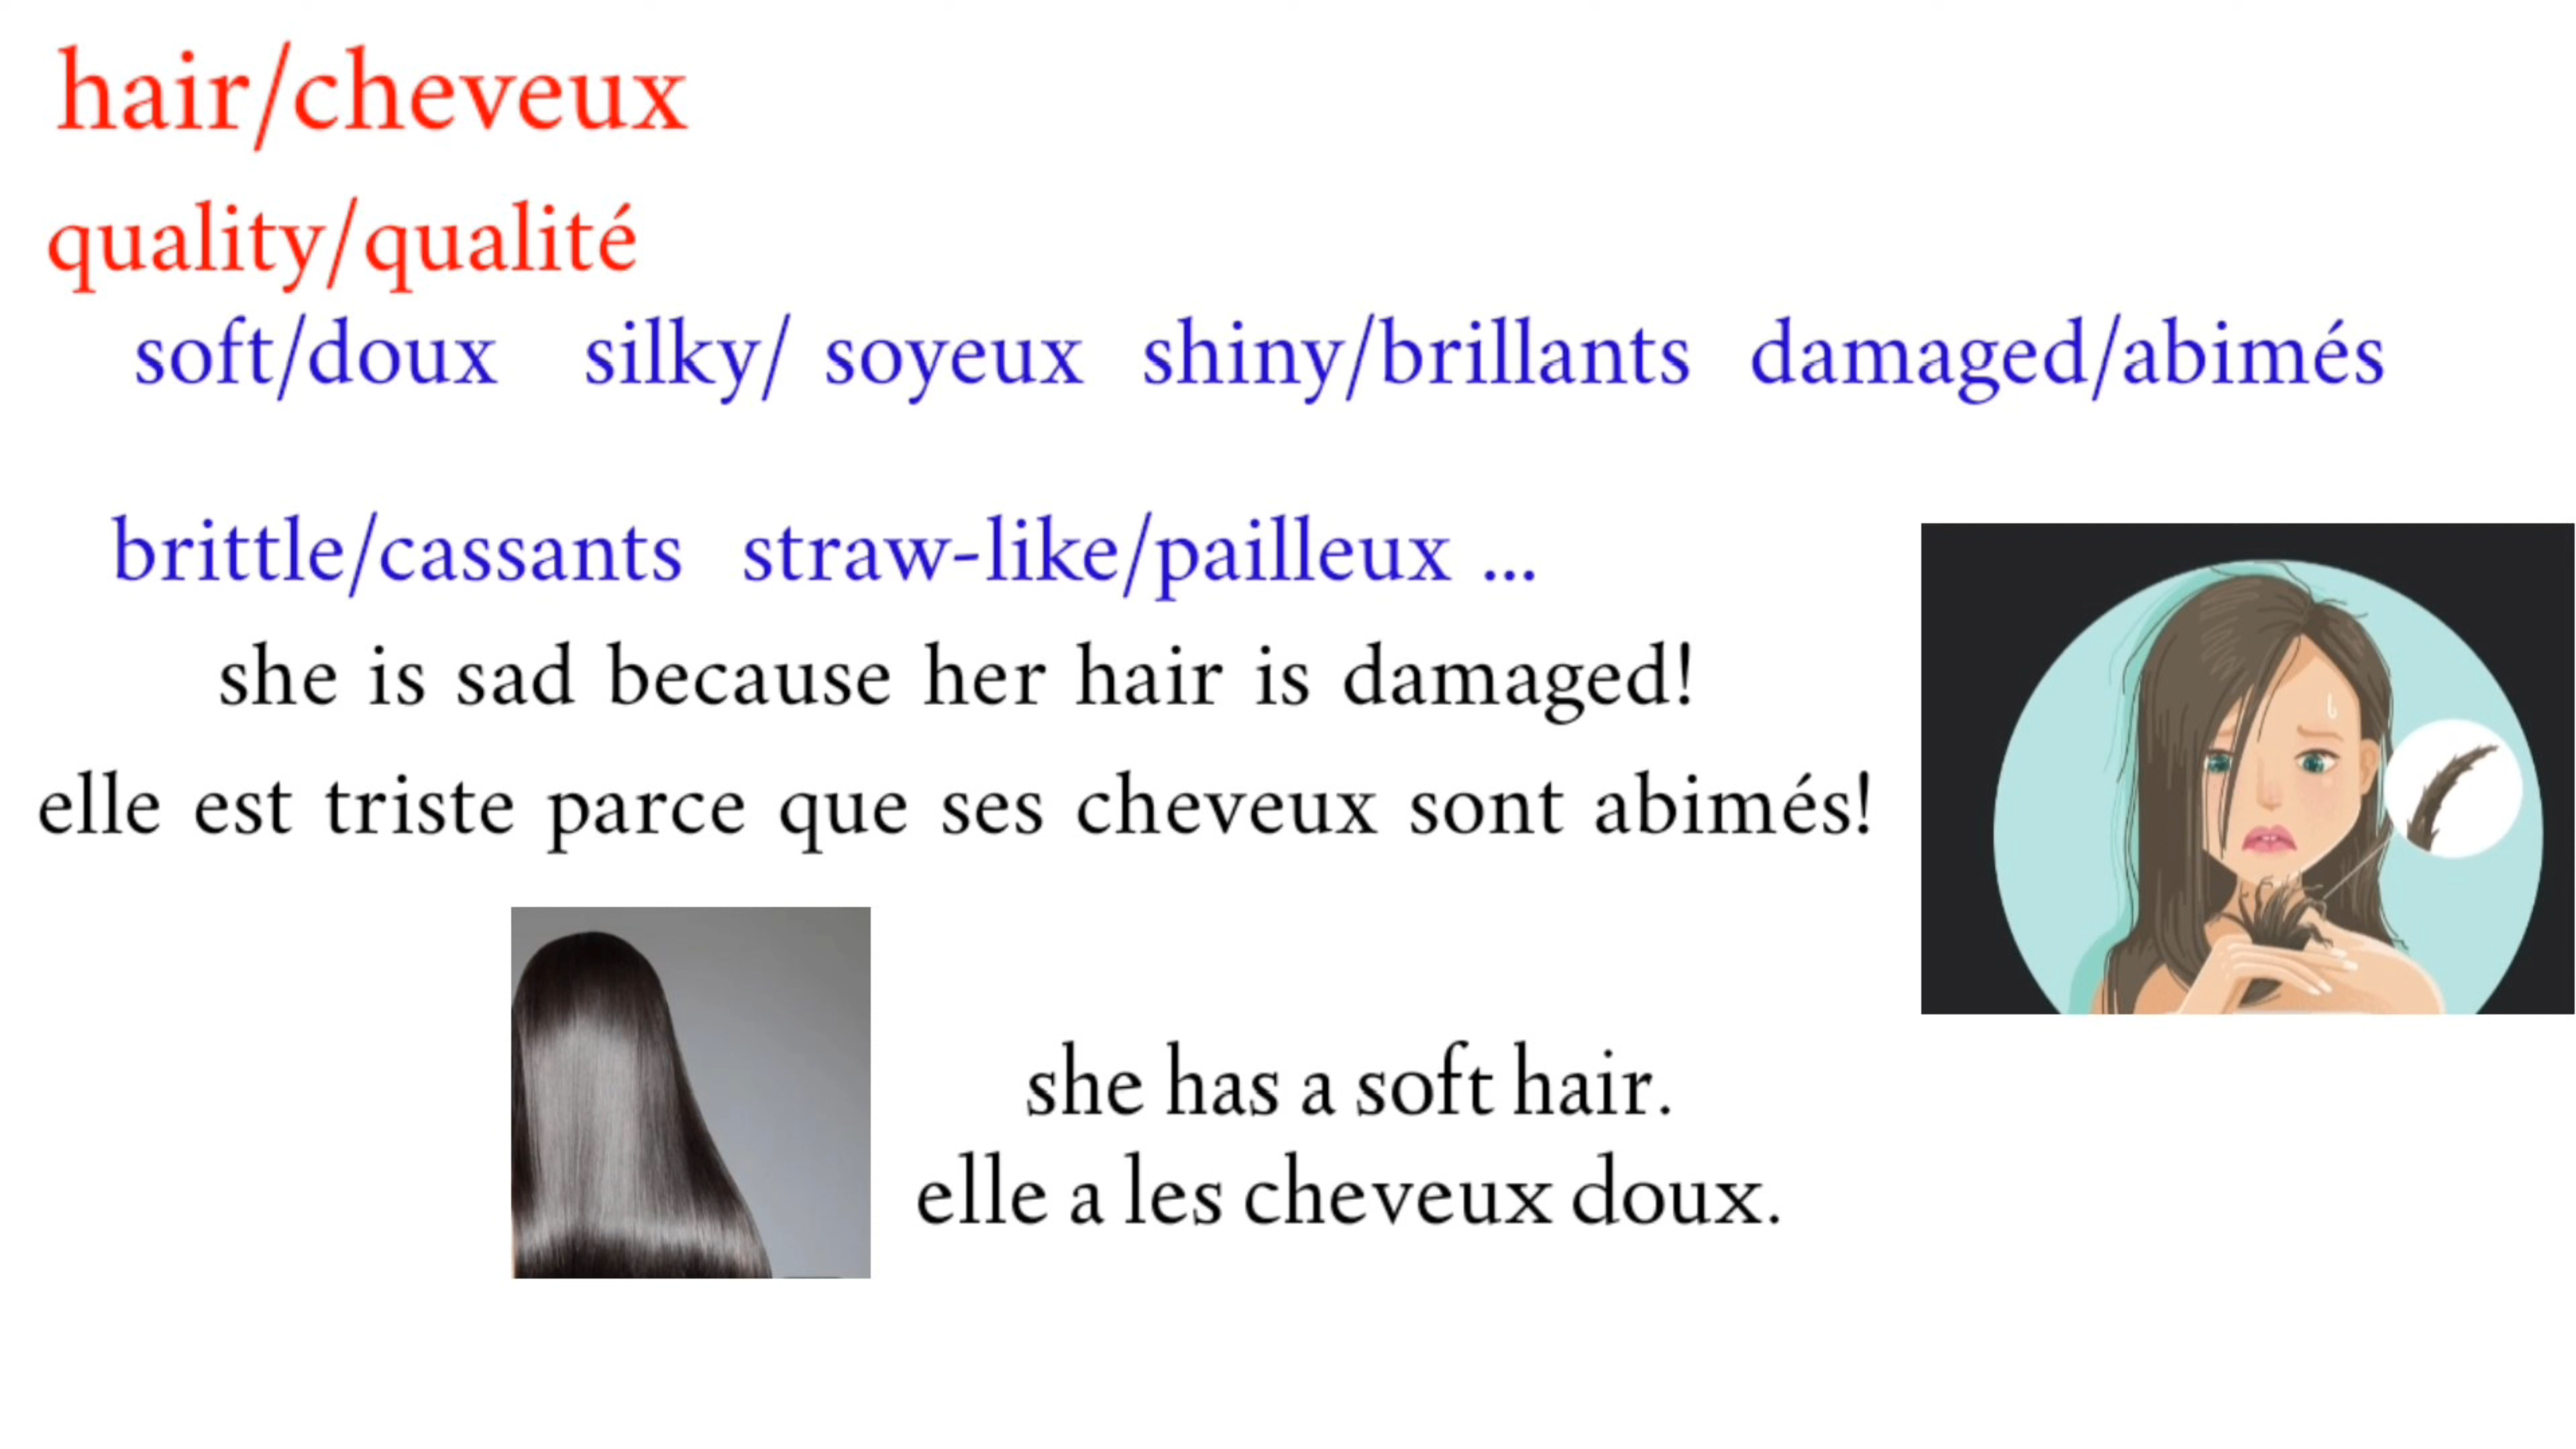 hair/cheveux
quality/qualité
soft/doux silky/ soyeux shiny/brillants damaged/abimés
brittle/cassants straw-like/pailleux ...
she is sad because her hair is damaged!
elle est triste parce que ses cheveux sont abimés!
she has a soft hair.
elle a les cheveux doux.